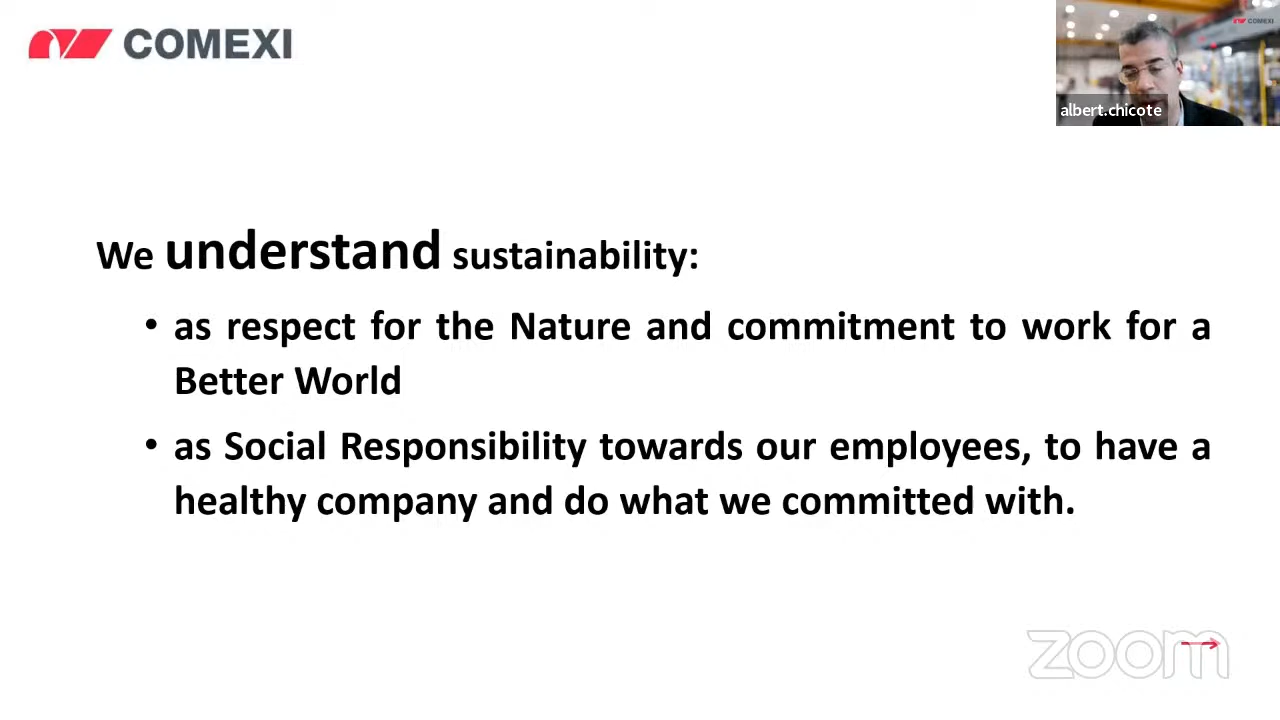 COMEXI
COMEXI
albert.chicote
We understand sustainability:
• as respect for the Nature and commitment to work for a
Better World
• as Social Responsibility towards our employees, to have a
healthy company and do what we committed with.
zoom